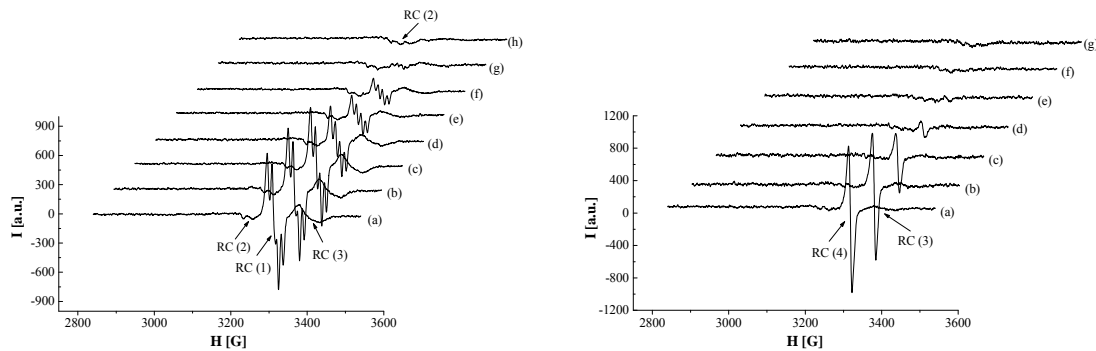 RC (2)
(h)
(g)
(f)
(e)
(d)
(c)
(b)
(a)
900
600
300
0
-300
-600
-900
I [a.u.]
RC (2)
RC (1)
RC (3)
2800 3000 3200 3400 3600
H [G]
(g)
(f)
(e)
(d)
(c)
(b)
(a)
1200
800
400
0
-400
-800
-1200
I [a.u.]
RC (4)
RC (3)
2800 3000 3200 3400 3600
H [G]